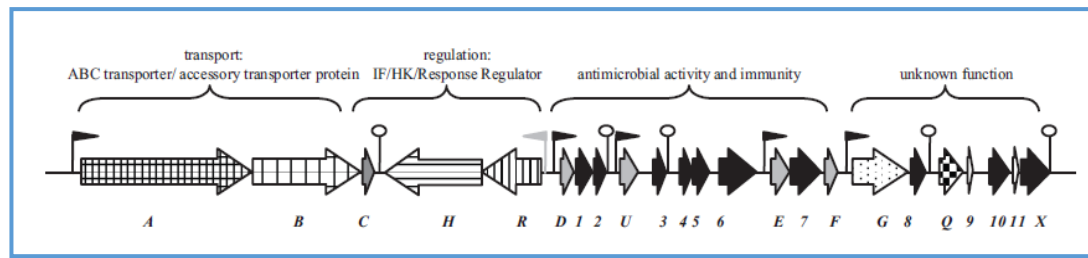 transport:
ABC transporter/ accessory transporter protein
regulation:
IF/HK/Response Regulator
antimicrobial activity and immunity
unknown function
A B C H R D 1 2 U 3 4 5 6 E 7 F G 8 Q 9 10 11 X